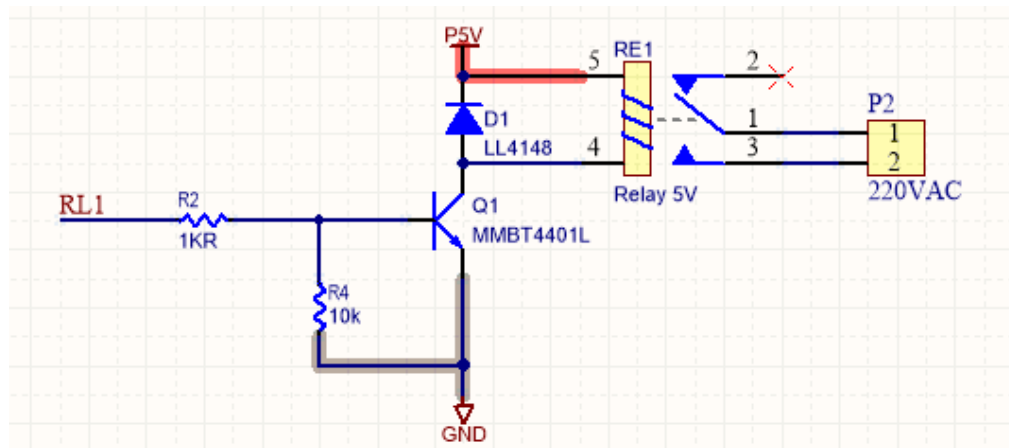 P5V
RE1
5
2
P2
D1
LL4148
1
1
4
3
2
Relay 5V
220VAC
RL1
R2
1KR
Q1
MMBT4401L
R4
10k
GND